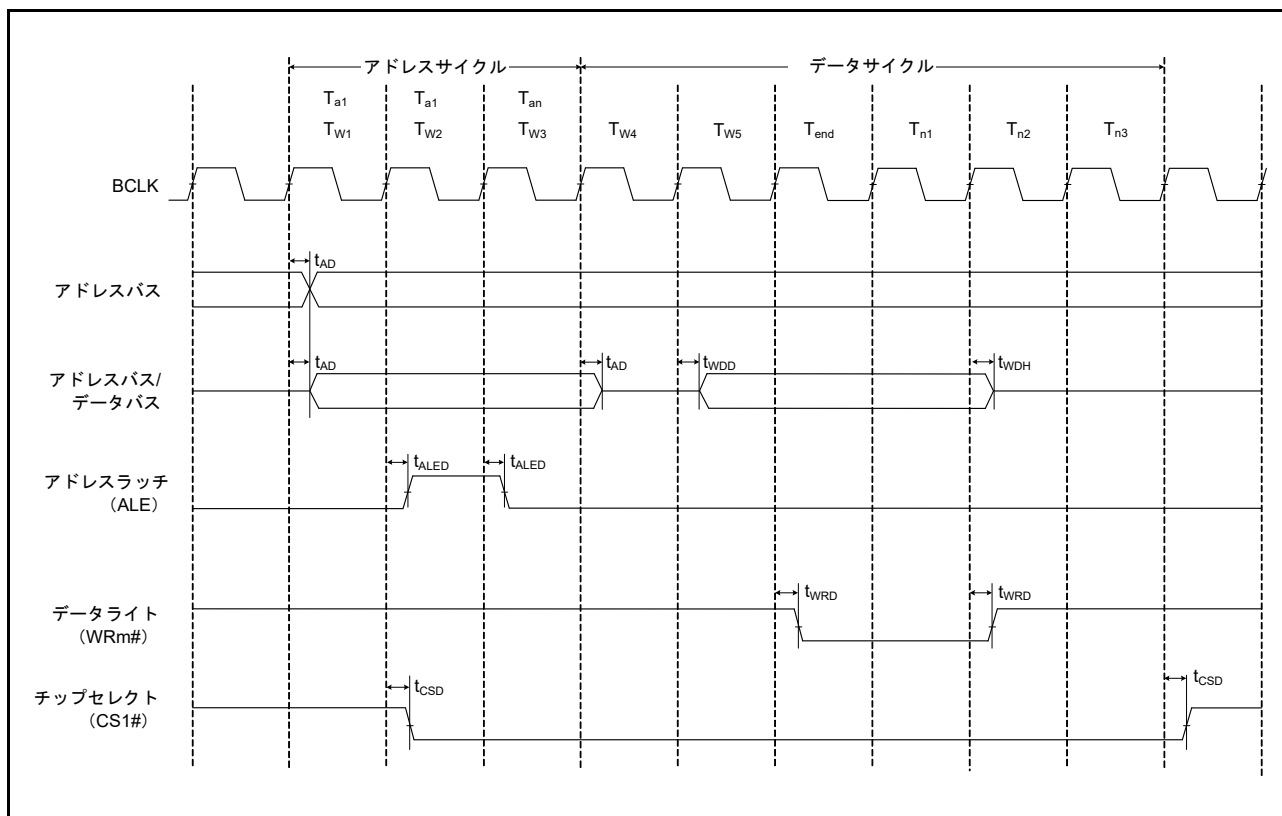 アドレスサイクル データサイクル
Ta1 Ta1 Tan
TW1 TW2 TW3 TW4 TW5 Tend Tn1 Tn2 Tn3
BCLK
tAD
アドレスバス
tAD tAD tWDD tWDH
アドレスバス/
データバス
tALED tALED
アドレスラッチ
(ALE)
tWRD tWRD
データライト
(WRm#)
tCSD tCSD
チップセレクト
(CS1#)